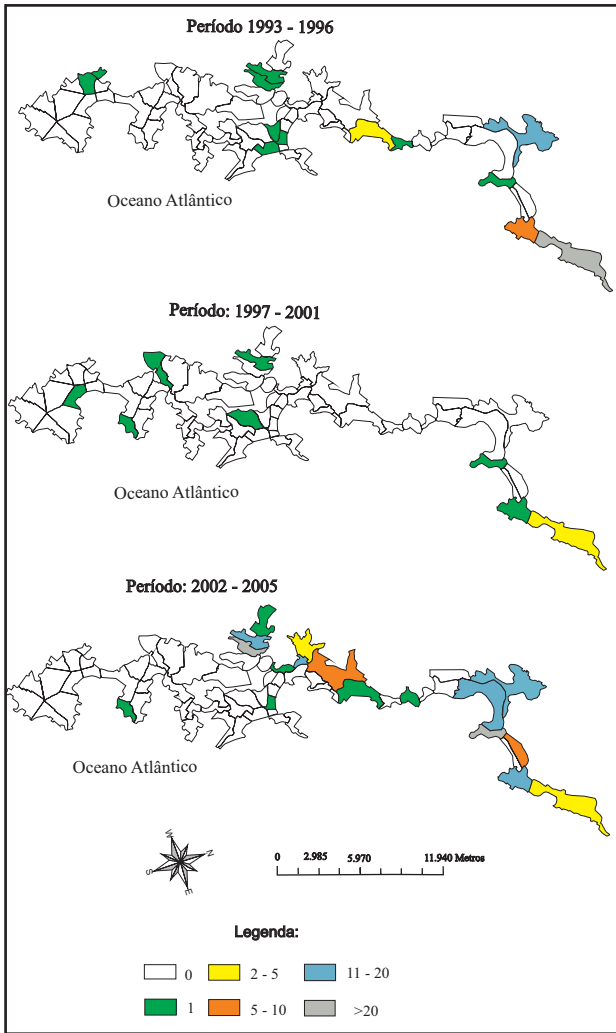 Período 1993 - 1996
Oceano Atlântico
Período: 1997 - 2001
Oceano Atlântico
Período: 2002 - 2005
Oceano Atlântico
W
N
S
E
0 2.985 5.970 11.940 Metros
Legenda:
0 2 - 5 11 - 20
1 5 - 10 >20